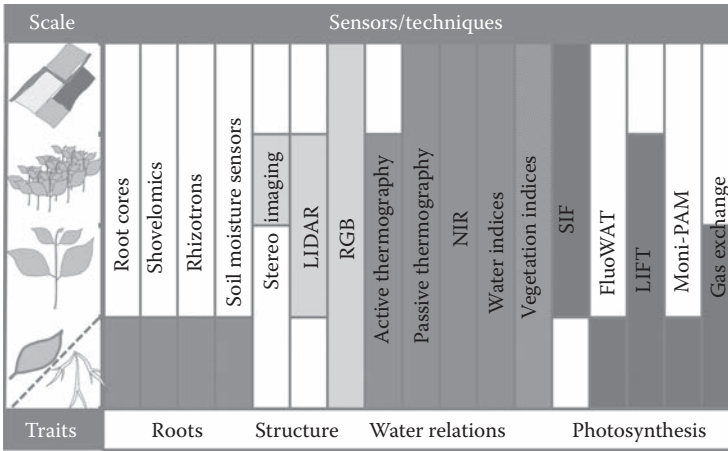 Scale Sensors/techniques
Root cores
Shovelomics
Rhizotrons
Soil moisture sensors
Stereo imaging
LIDAR
RGB
Active thermography
Passive thermography
NIR
Water indices
Vegetation indices
SIF
FluoWAT
LIFT
Moni-PAM
Gas exchange
Traits Roots Structure Water relations Photosynthesis